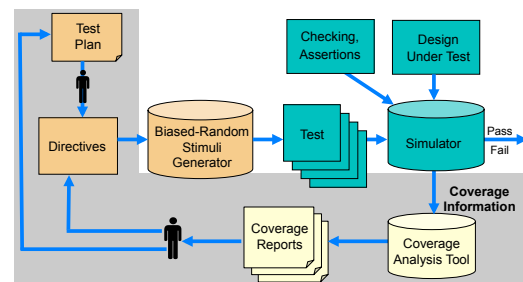 Test
Plan
Checking,
Assertions
Design
Under Test
Directives
Biased-Random
Stimuli
Generator
Test
Simulator
Pass
Fail
Coverage
Information
Coverage
Reports
Coverage
Analysis Tool